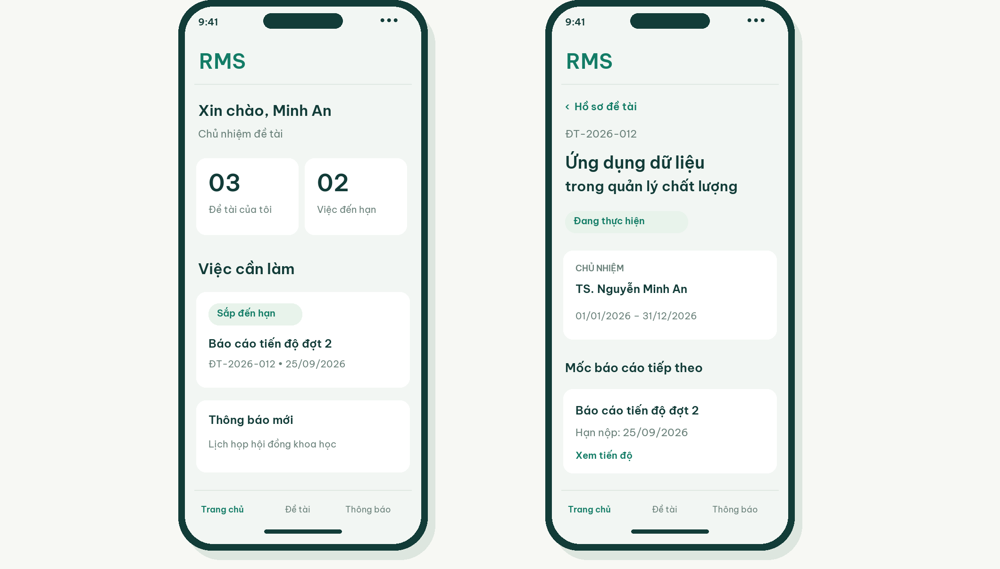 9:41
RMS
Xin chào, Minh An
Chủ nhiệm đề tài
03
Đề tài của tôi
02
Việc đến hạn
Việc cần làm
Sắp đến hạn
Báo cáo tiến độ đợt 2
ĐT-2026-012 • 25/09/2026
Thông báo mới
Lịch họp hội đồng khoa học
Trang chủ
Đề tài
Thông báo
9:41
RMS
‹ Hồ sơ đề tài
ĐT-2026-012
Ứng dụng dữ liệu
trong quản lý chất lượng
Đang thực hiện
CHỦ NHIỆM
TS. Nguyễn Minh An
01/01/2026 – 31/12/2026
Mốc báo cáo tiếp theo
Báo cáo tiến độ đợt 2
Hạn nộp: 25/09/2026
Xem tiến độ
Trang chủ
Đề tài
Thông báo